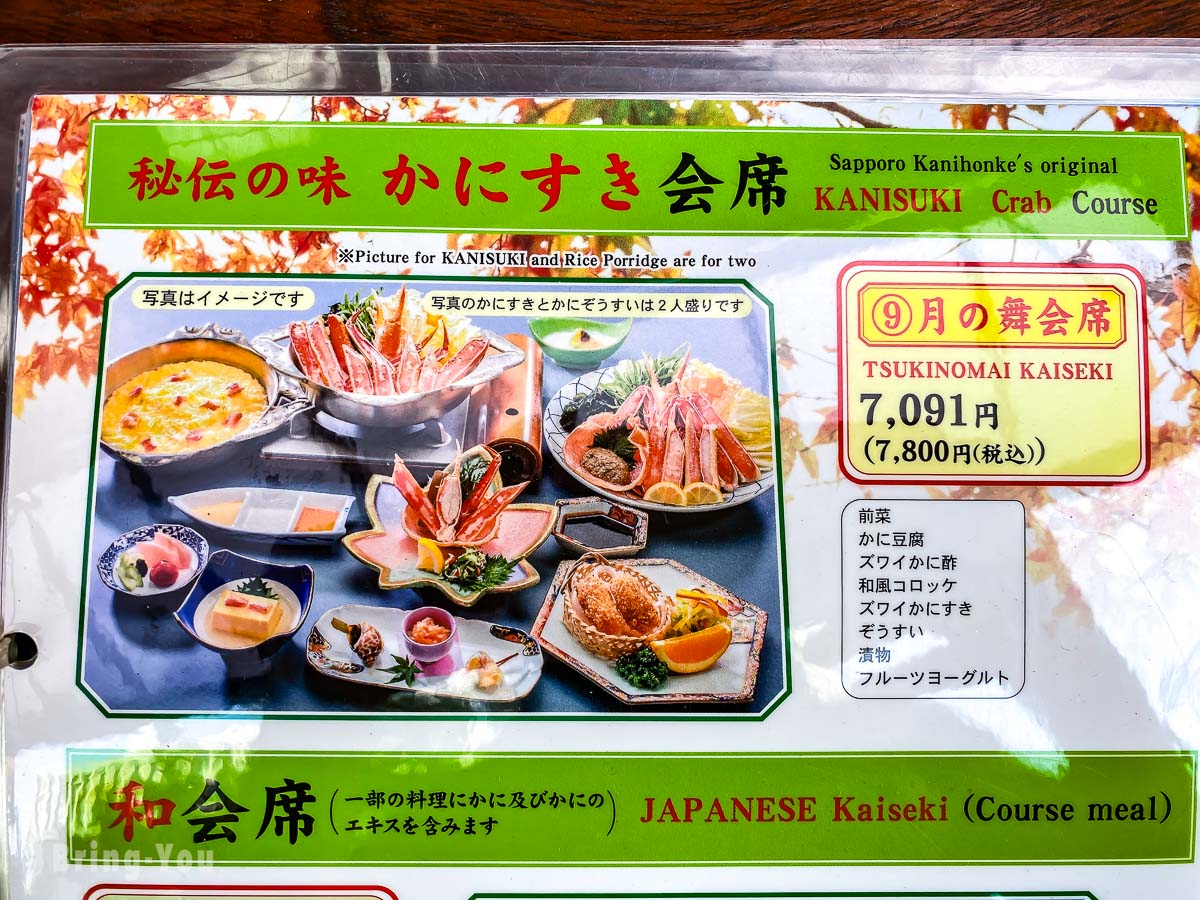 秘伝の味 かにすき会席
Sapporo Kanihonke's original
KANISUKI Crab Course
※Picture for KANISUKI and Rice Porridge are for two
写真はイメージです
写真のかにすきとかにぞうすいは2人盛りです
⑨月の舞会席
TSUKINOMAI KAISEKI
7,091円
(7,800円(税込))
前菜
かに豆腐
ズワイかに酢
和風コロッケ
ズワイかにすき
ぞうすい
漬物
フルーツヨーグルト
和会席
(一部の料理にかに及びかにの
エキスを含みます)
JAPANESE Kaiseki (Course meal)
Bring-You